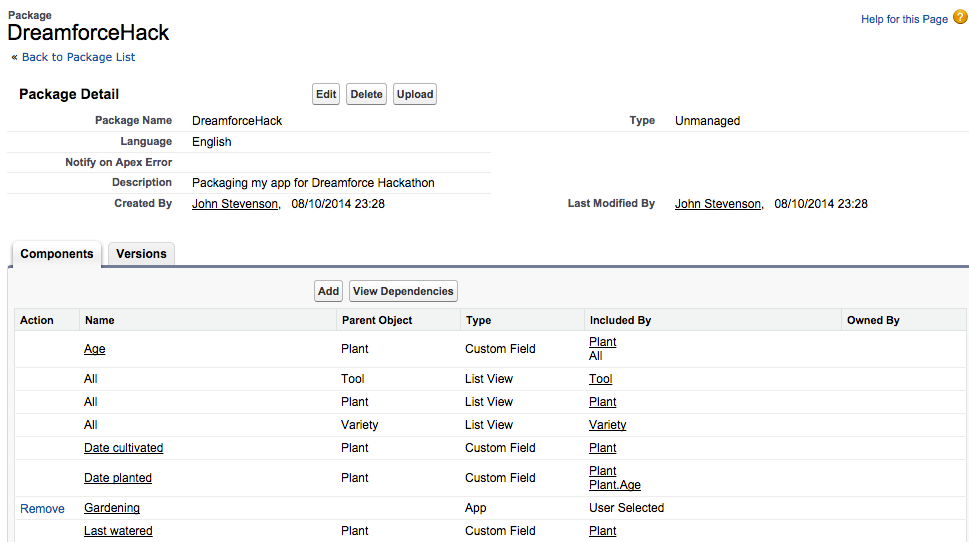 Package
DreamforceHack
Help for this Page ?
« Back to Package List
Package Detail Edit Delete Upload
Package Name DreamforceHack Type Unmanaged
Language English
Notify on Apex Error
Description Packaging my app for Dreamforce Hackathon
Created By John Stevenson, 08/10/2014 23:28 Last Modified By John Stevenson, 08/10/2014 23:28
Components Versions
Add View Dependencies
Action Name Parent Object Type Included By Owned By
Age Plant Custom Field Plant
All
All Tool List View Tool
All Plant List View Plant
All Variety List View Variety
Date cultivated Plant Custom Field Plant
Date planted Plant Custom Field Plant
Plant.Age
Remove Gardening App User Selected
Last watered Plant Custom Field Plant